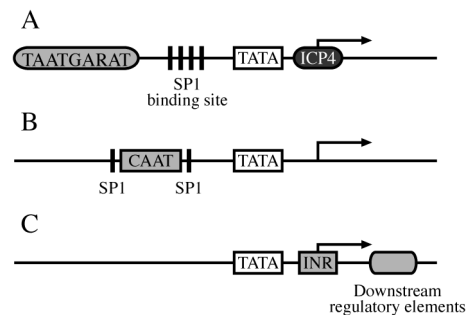 A
TAATGARAT
TATA
ICP4
SP1
binding site
B
CAAT
TATA
SP1
SP1
C
TATA
INR
Downstream
regulatory elements